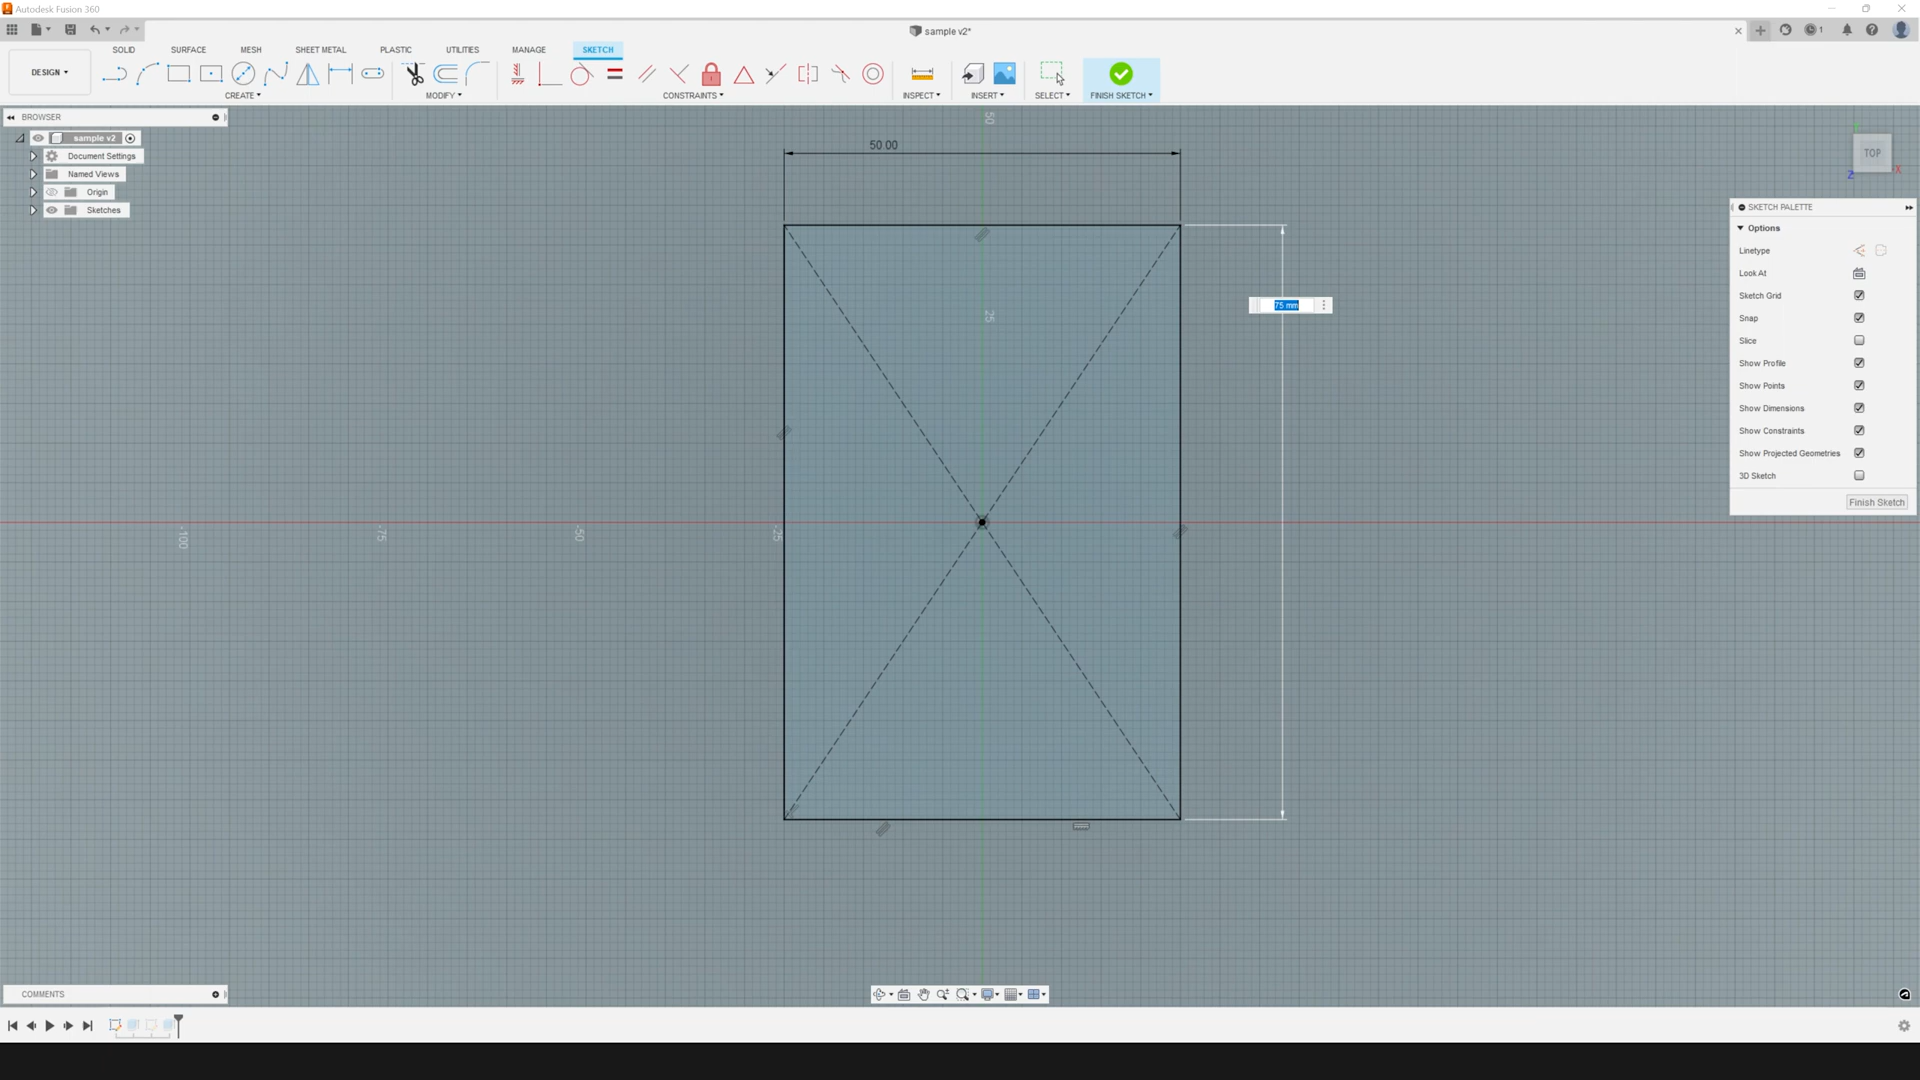 Autodesk Fusion 360
sample v2*
1
SOLID
SURFACE
MESH
SHEET METAL
PLASTIC
UTILITIES
MANAGE
SKETCH
DESIGN
CREATE
MODIFY
CONSTRAINTS
INSPECT
INSERT
SELECT
FINISH SKETCH
BROWSER
sample v2
Document Settings
Named Views
Origin
Sketches
50
50 00
TOP
X
Z
SKETCH PALETTE
Options
Linetype
Look At
Sketch Grid
Snap
Slice
Show Profile
Show Points
Show Dimensions
Show Constraints
Show Projected Geometries
3D Sketch
Finish Sketch
75 mm
25
-100
-75
-50
-25
COMMENTS